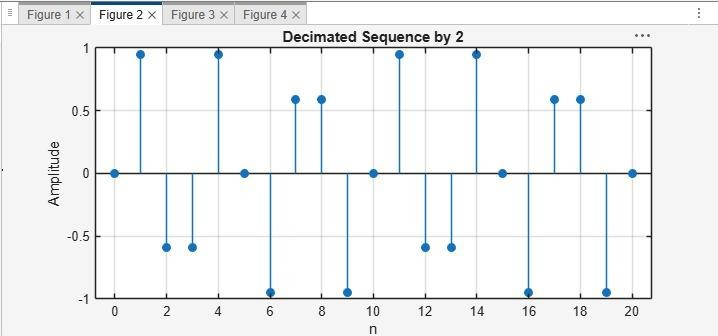 Figure 1 × Figure 2 × Figure 3 × Figure 4 ×
Decimated Sequence by 2
Amplitude
1
0.5
0
-0.5
-1
0 2 4 6 8 10 12 14 16 18 20
n